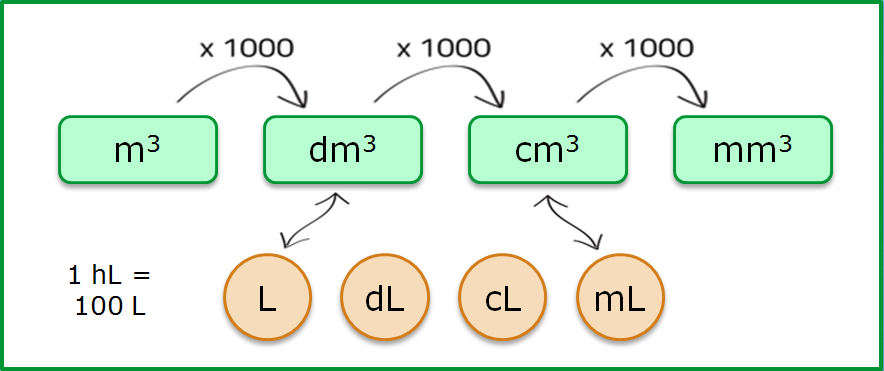 x 1000
x 1000
x 1000
m³
dm³
cm³
mm³
1 hL =
100 L
L
dL
cL
mL